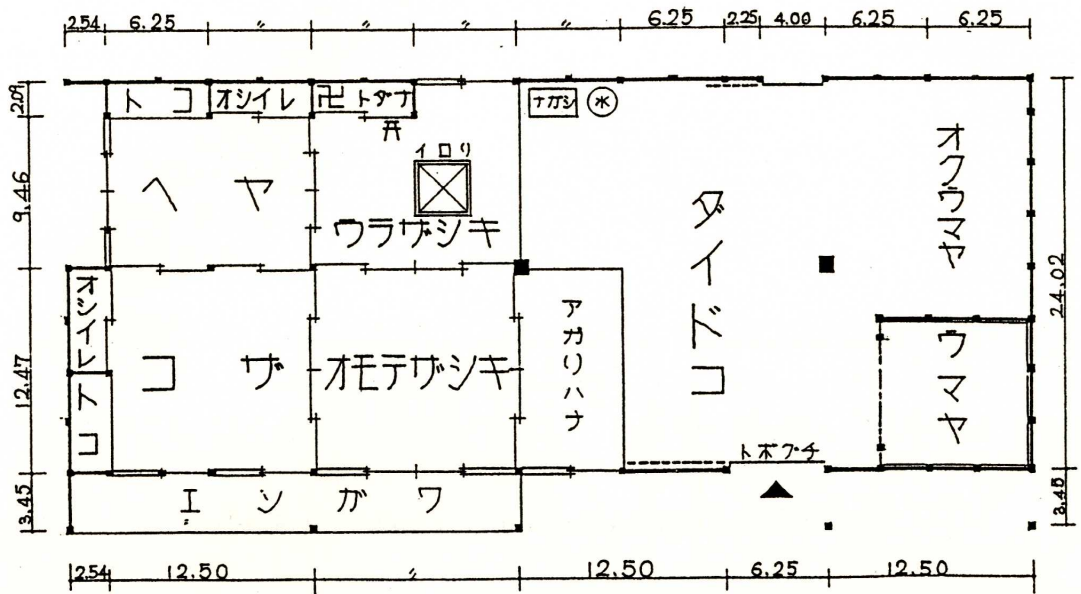 2.54 6.25 〃 〃 〃 6.25 2.25 4.00 6.25 6.25
2.09
9.46
12.47
3.45
トコ
オシイレ
卍 トダナ
ナガシ
水
イロリ
ヘヤ
ウラザシキ
オシイレ
トコ
コザ
オモテザシキ
アガリハナ
ダイドコ
オクウマヤ
ウマヤ
トボグチ
エンガワ
24.02
3.45
2.54 12.50 〃 12.50 6.25 12.50